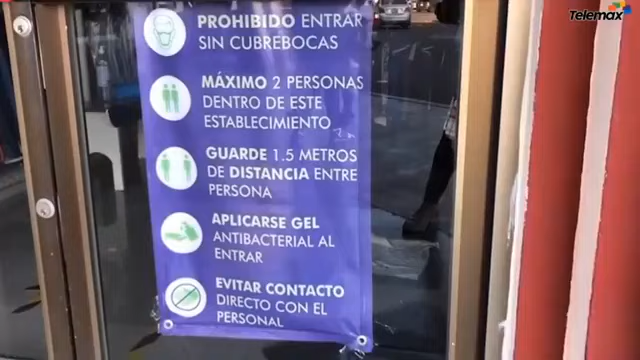 Telemax
PROHIBIDO ENTRAR
SIN CUBREBOCAS
MÁXIMO 2 PERSONAS
DENTRO DE ESTE
ESTABLECIMIENTO
GUARDE 1.5 METROS
DE DISTANCIA ENTRE
PERSONA
APLICARSE GEL
ANTIBACTERIAL AL
ENTRAR
EVITAR CONTACTO
DIRECTO CON EL
PERSONAL